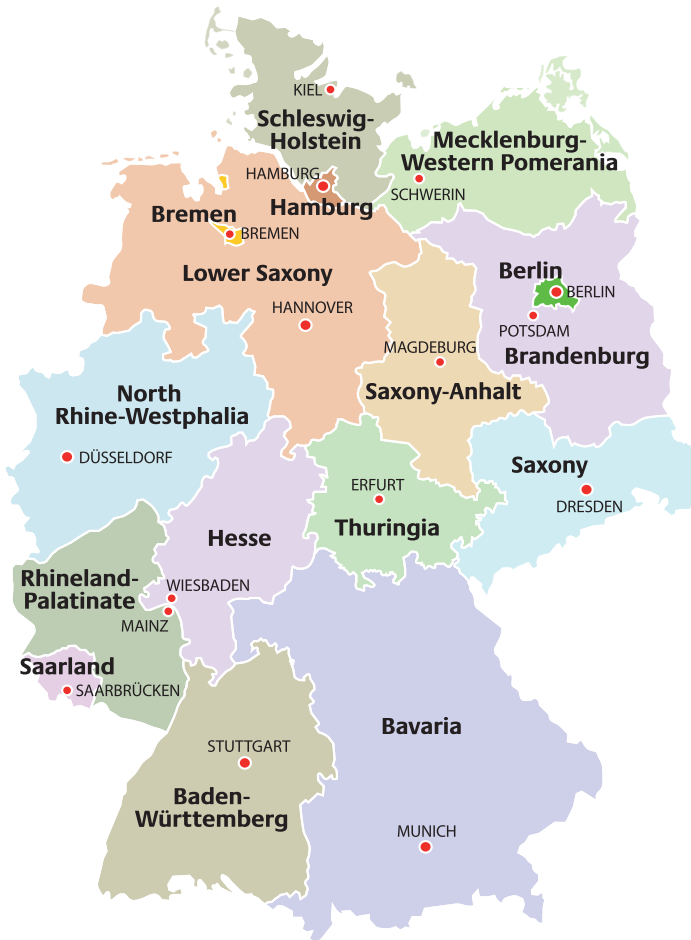 KIEL
Schleswig-
Holstein
Mecklenburg-
Western Pomerania
HAMBURG
SCHWERIN
Hamburg
Bremen
BREMEN
Lower Saxony
Berlin
BERLIN
HANNOVER
POTSDAM
MAGDEBURG
Brandenburg
Saxony-Anhalt
North
Rhine-Westphalia
DÜSSELDORF
Saxony
ERFURT
DRESDEN
Thuringia
Hesse
Rhineland-
Palatinate
WIESBADEN
MAINZ
Saarland
SAARBRÜCKEN
Bavaria
STUTTGART
Baden-
Württemberg
MUNICH